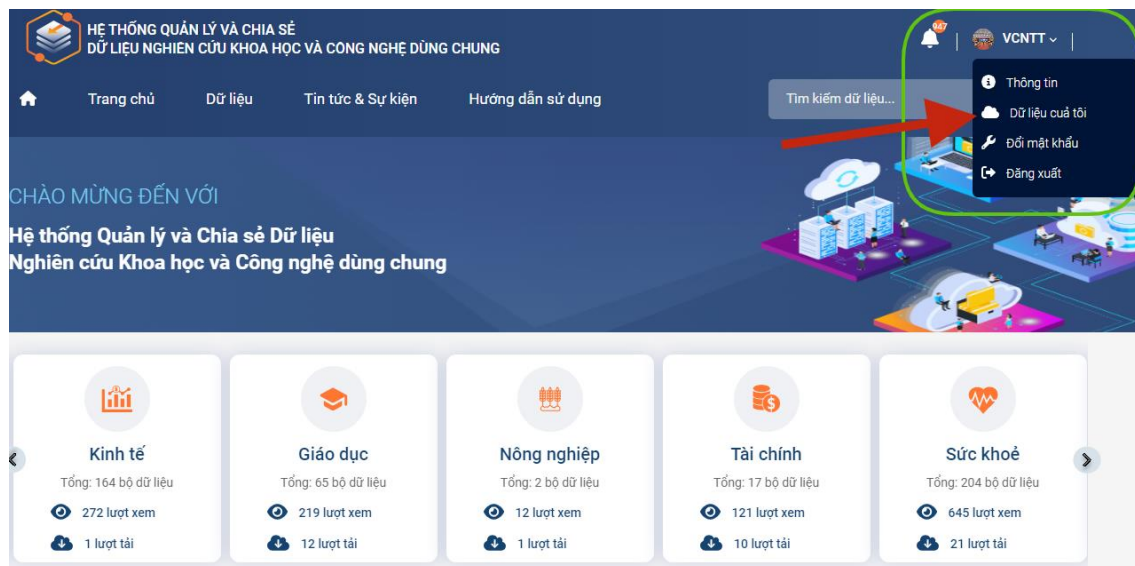 HỆ THỐNG QUẢN LÝ VÀ CHIA SẺ
DỮ LIỆU NGHIÊN CỨU KHOA HỌC VÀ CÔNG NGHỆ DÙNG CHUNG
947
VCNTT
Trang chủ
Dữ liệu
Tin tức & Sự kiện
Hướng dẫn sử dụng
Tìm kiếm dữ liệu...
Thông tin
Dữ liệu cuả tôi
Đổi mật khẩu
Đăng xuất
CHÀO MỪNG ĐẾN VỚI
Hệ thống Quản lý và Chia sẻ Dữ liệu
Nghiên cứu Khoa học và Công nghệ dùng chung
Kinh tế
Tổng: 164 bộ dữ liệu
272 lượt xem
1 lượt tải
Giáo dục
Tổng: 65 bộ dữ liệu
219 lượt xem
12 lượt tải
Nông nghiệp
Tổng: 2 bộ dữ liệu
12 lượt xem
1 lượt tải
Tài chính
Tổng: 17 bộ dữ liệu
121 lượt xem
10 lượt tải
Sức khoẻ
Tổng: 204 bộ dữ liệu
645 lượt xem
21 lượt tải